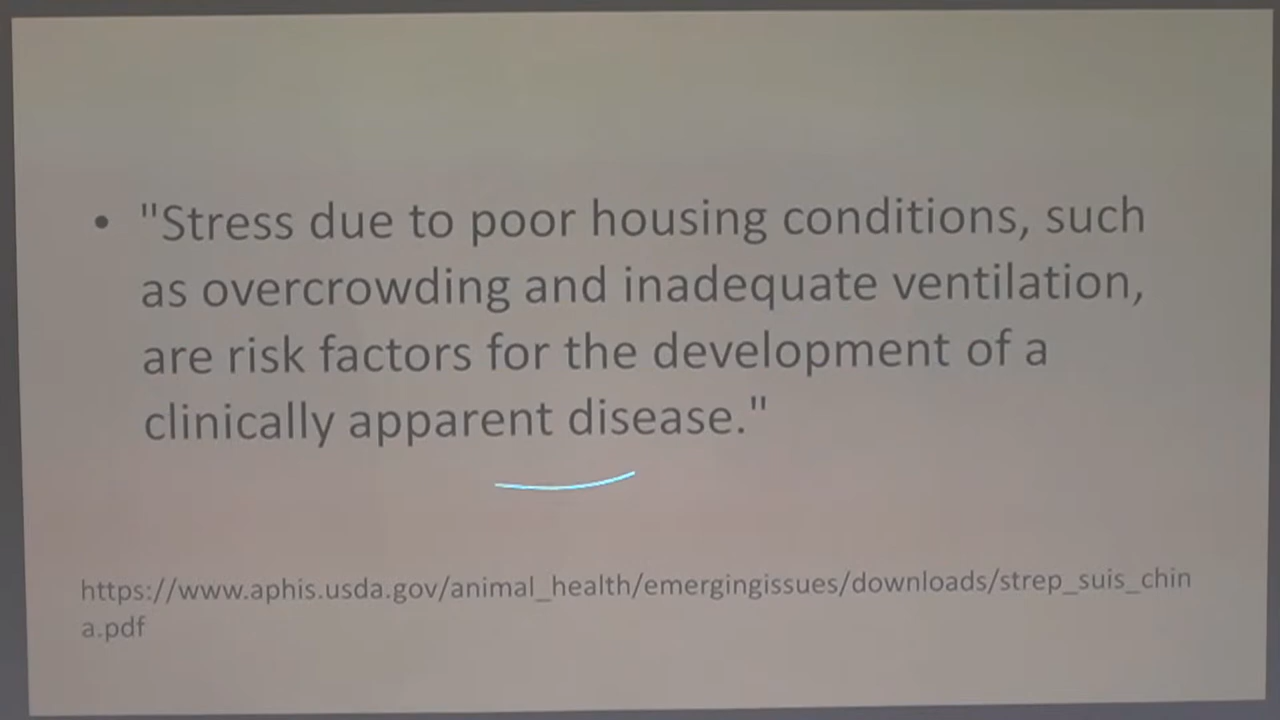 • "Stress due to poor housing conditions, such
as overcrowding and inadequate ventilation,
are risk factors for the development of a
clinically apparent disease."
https://www.aphis.usda.gov/animal_health/emergingissues/downloads/strep_suis_chin
a.pdf